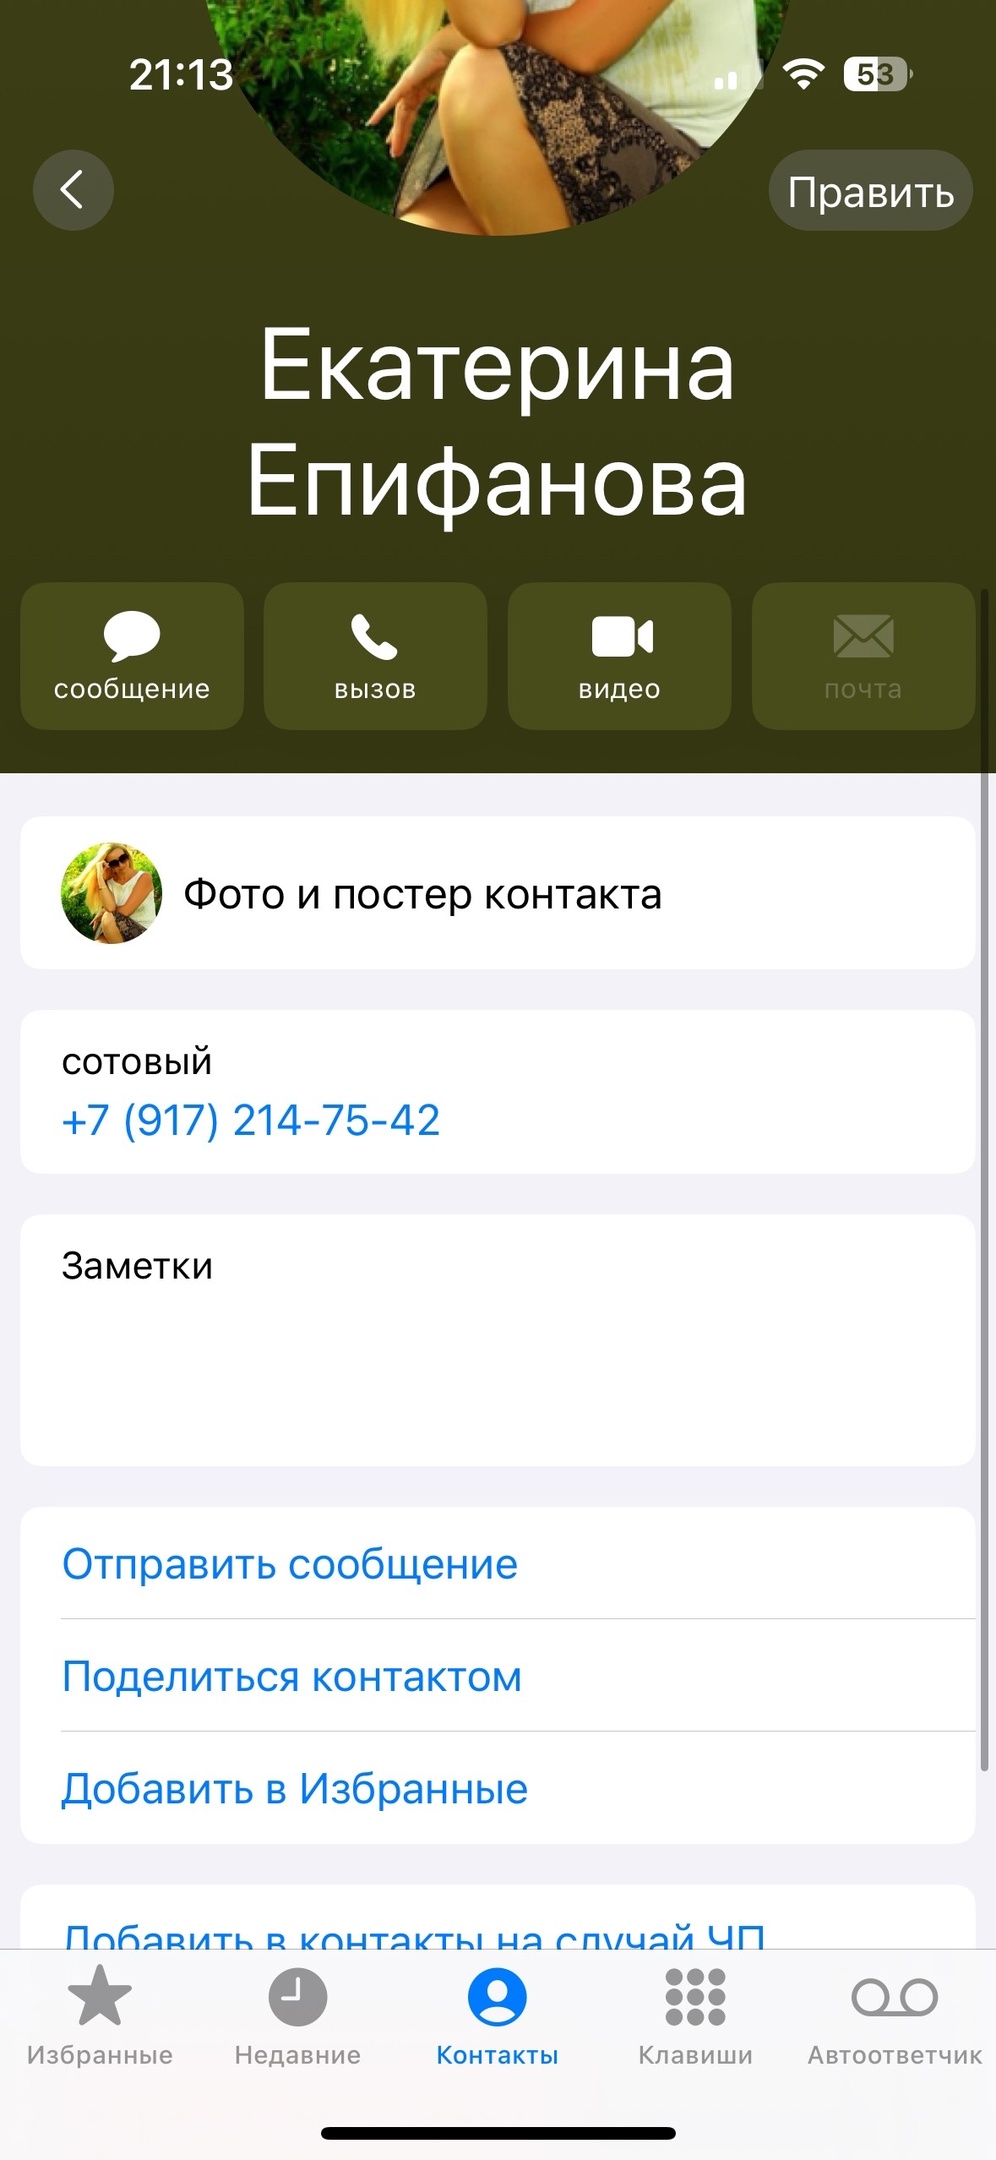 21:13
53
Править
Екатерина
Епифанова
сообщение
вызов
видео
почта
Фото и постер контакта
сотовый
+7 (917) 214-75-42
Заметки
Отправить сообщение
Поделиться контактом
Добавить в Избранные
Добавить в контакты на случай ЧП
Избранные
Недавние
Контакты
Клавиши
Автоответчик